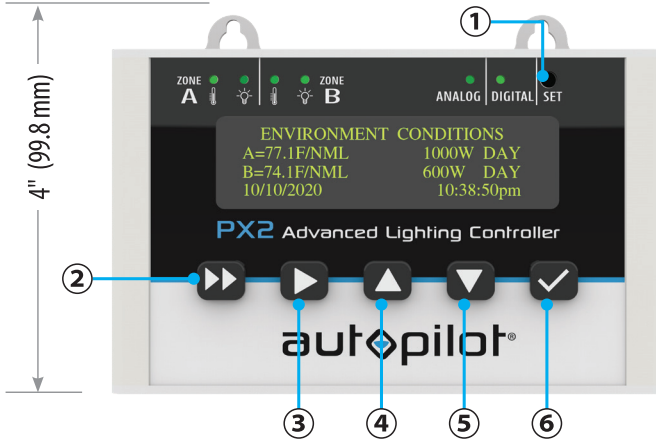 1
ZONE
A
ZONE
B
ANALOG
DIGITAL
SET
ENVIRONMENT CONDITIONS
A=77.1F/NML 1000W DAY
B=74.1F/NML 600W DAY
10/10/2020 10:38:50pm
4" (99.8 mm)
PX2 Advanced Lighting Controller
2
autopilot®
3
4
5
6